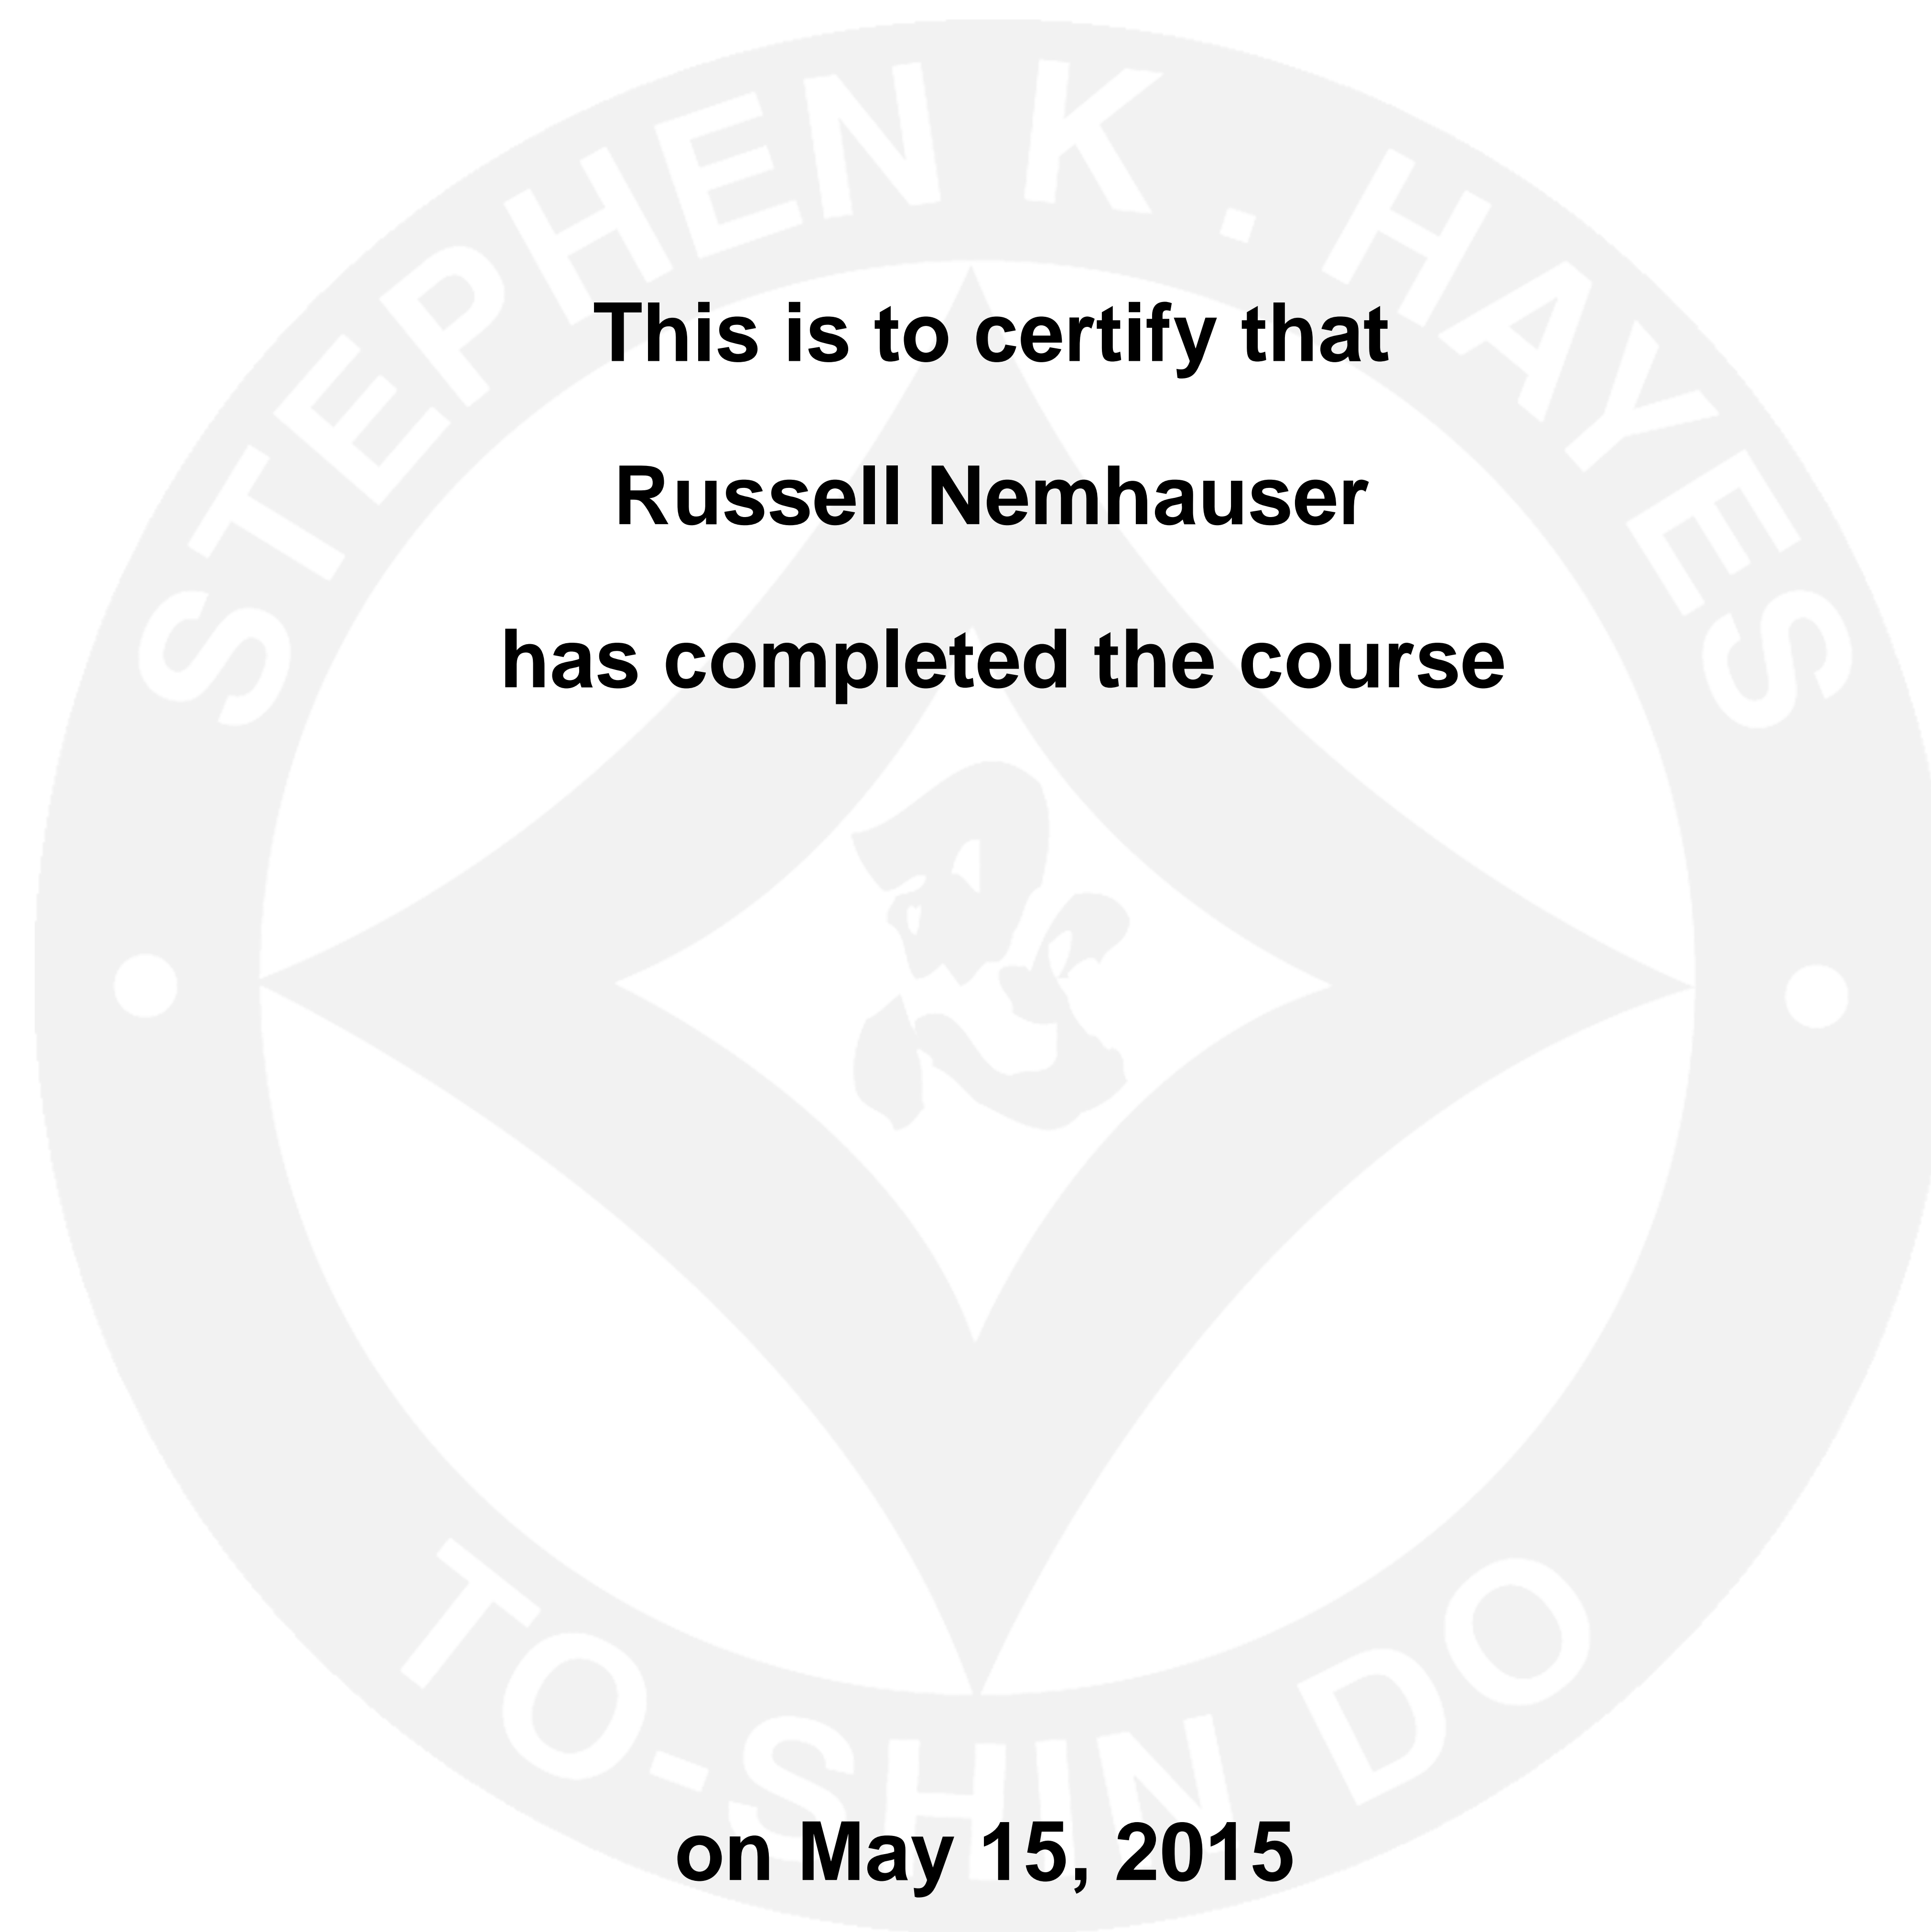 STEPHEN K. HAYES
This is to certify that
Russell Nemhauser
has completed the course
忍
TO-SHIN DO
on May 15, 2015